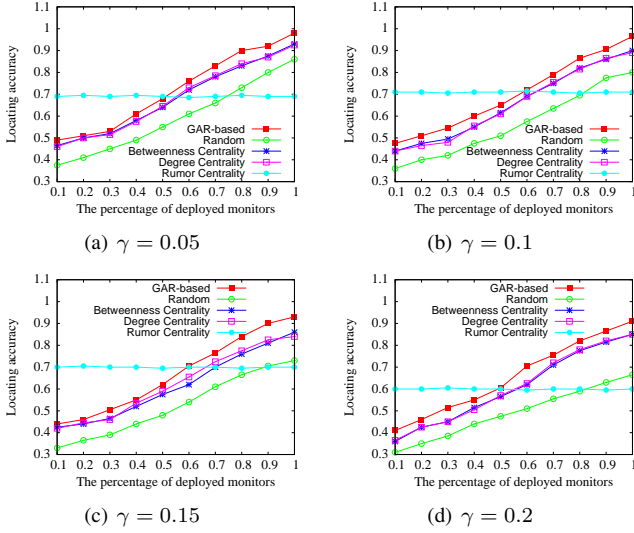 1.1
1
0.9
0.8
0.7
0.6
0.5
0.4
0.3
Locating accuracy
GAR-based
Random
Betweenness Centrality
Degree Centrality
Rumor Centrality
0.1 0.2 0.3 0.4 0.5 0.6 0.7 0.8 0.9 1
The percentage of deployed monitors
(a) γ = 0.05
1.1
1
0.9
0.8
0.7
0.6
0.5
0.4
0.3
Locating accuracy
GAR-based
Random
Betweenness Centrality
Degree Centrality
Rumor Centrality
0.1 0.2 0.3 0.4 0.5 0.6 0.7 0.8 0.9 1
The percentage of deployed monitors
(b) γ = 0.1
1.1
1
0.9
0.8
0.7
0.6
0.5
0.4
0.3
Locating accuracy
GAR-based
Random
Betweenness Centrality
Degree Centrality
Rumor Centrality
0.1 0.2 0.3 0.4 0.5 0.6 0.7 0.8 0.9 1
The percentage of deployed monitors
(c) γ = 0.15
1.1
1
0.9
0.8
0.7
0.6
0.5
0.4
0.3
Locating accuracy
GAR-based
Random
Betweenness Centrality
Degree Centrality
Rumor Centrality
0.1 0.2 0.3 0.4 0.5 0.6 0.7 0.8 0.9 1
The percentage of deployed monitors
(d) γ = 0.2